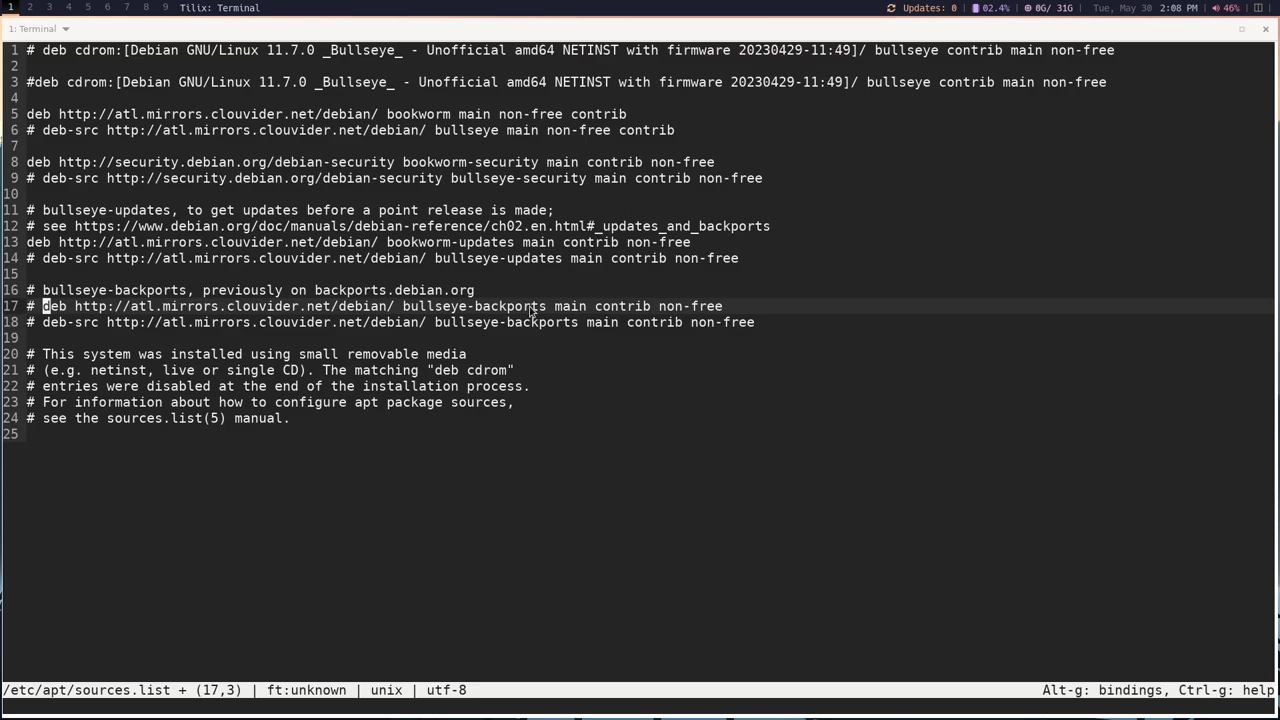 1 2 3 4 5 6 7 8 9 Tilix: Terminal Updates: 0 02.4% 0G/ 31G Tue, May 30 2:08 PM 46%
1: Terminal
1 # deb cdrom:[Debian GNU/Linux 11.7.0 _Bullseye_ - Unofficial amd64 NETINST with firmware 20230429-11:49]/ bullseye contrib main non-free
2
3 #deb cdrom:[Debian GNU/Linux 11.7.0 _Bullseye_ - Unofficial amd64 NETINST with firmware 20230429-11:49]/ bullseye contrib main non-free
4
5 deb http://atl.mirrors.clouvider.net/debian/ bookworm main non-free contrib
6 # deb-src http://atl.mirrors.clouvider.net/debian/ bullseye main non-free contrib
7
8 deb http://security.debian.org/debian-security bookworm-security main contrib non-free
9 # deb-src http://security.debian.org/debian-security bullseye-security main contrib non-free
10
11 # bullseye-updates, to get updates before a point release is made;
12 # see https://www.debian.org/doc/manuals/debian-reference/ch02.en.html#_updates_and_backports
13 deb http://atl.mirrors.clouvider.net/debian/ bookworm-updates main contrib non-free
14 # deb-src http://atl.mirrors.clouvider.net/debian/ bullseye-updates main contrib non-free
15
16 # bullseye-backports, previously on backports.debian.org
17 # deb http://atl.mirrors.clouvider.net/debian/ bullseye-backports main contrib non-free
18 # deb-src http://atl.mirrors.clouvider.net/debian/ bullseye-backports main contrib non-free
19
20 # This system was installed using small removable media
21 # (e.g. netinst, live or single CD). The matching "deb cdrom"
22 # entries were disabled at the end of the installation process.
23 # For information about how to configure apt package sources,
24 # see the sources.list(5) manual.
25
/etc/apt/sources.list + (17,3) | ft:unknown | unix | utf-8 Alt-g: bindings, Ctrl-g: help